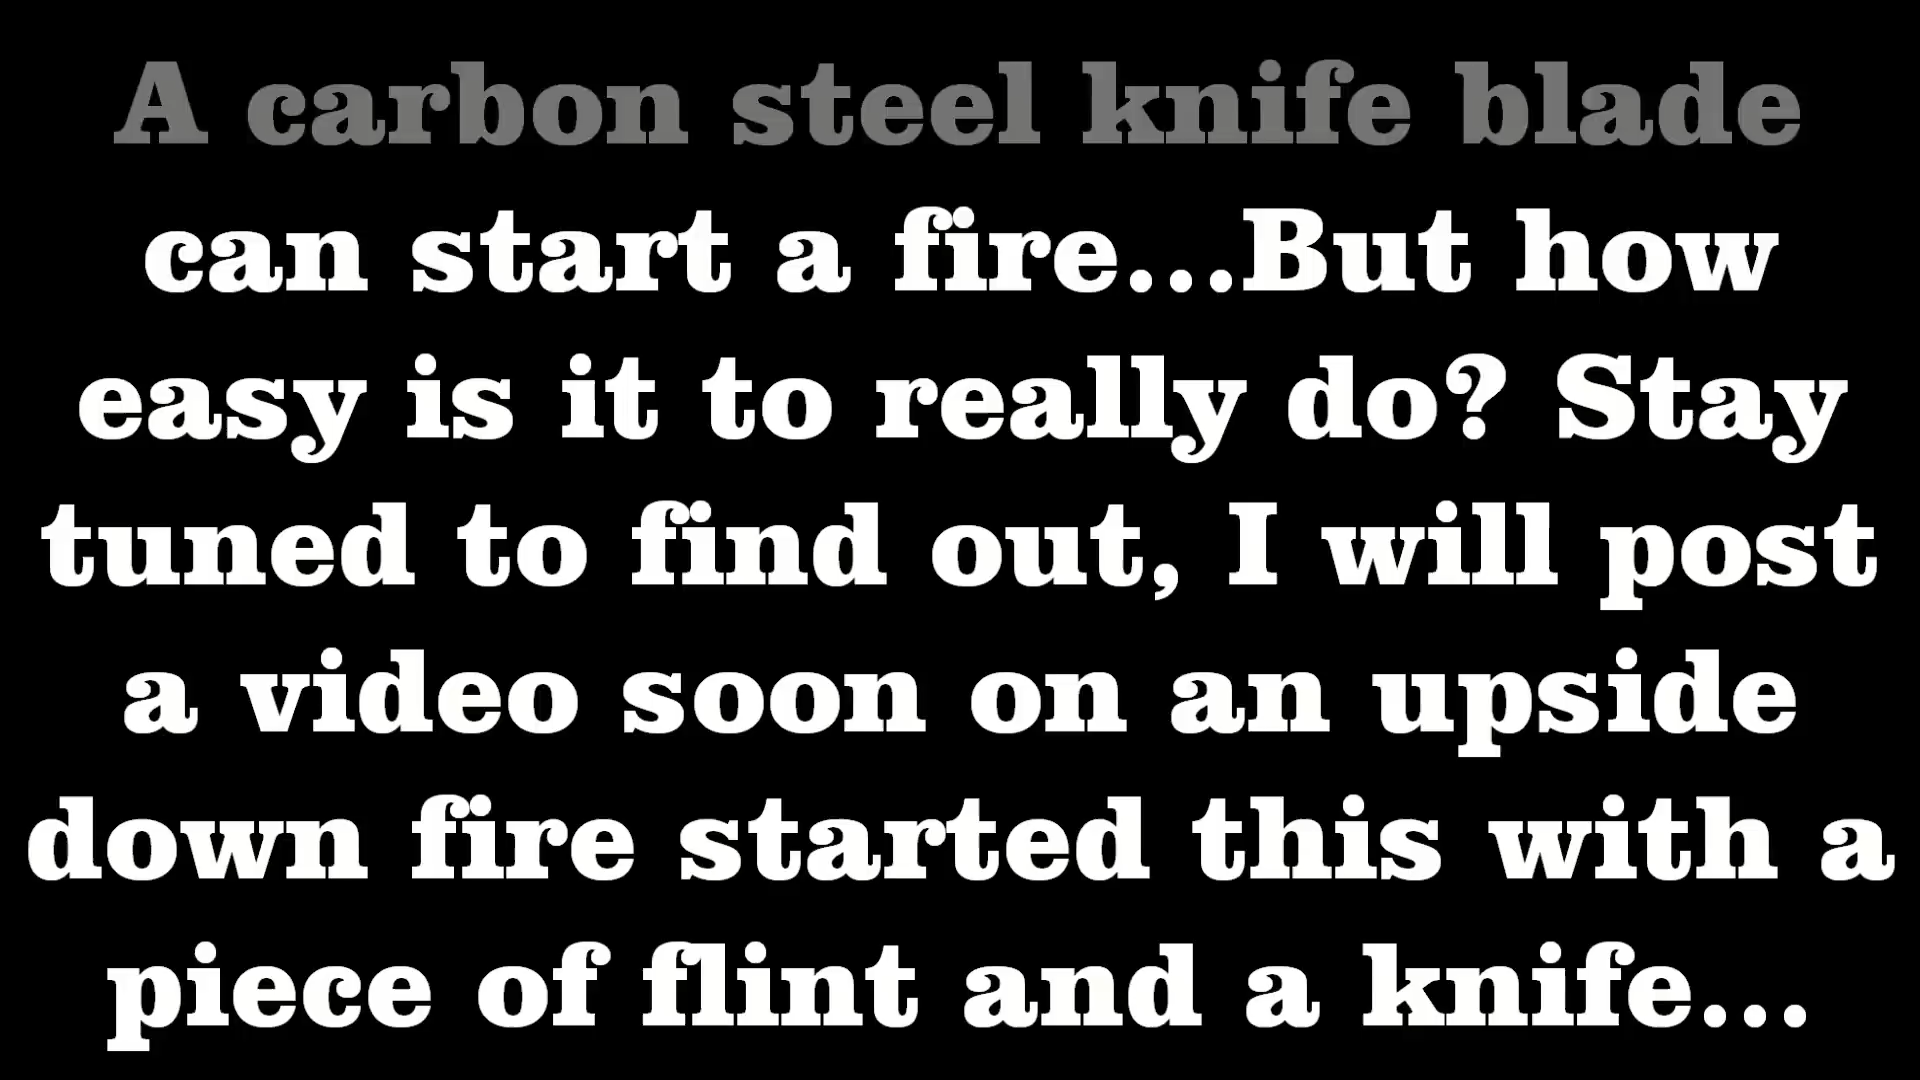 A carbon steel knife blade
can start a fire...But how
easy is it to really do? Stay
tuned to find out, I will post
a video soon on an upside
down fire started this with a
piece of flint and a knife...